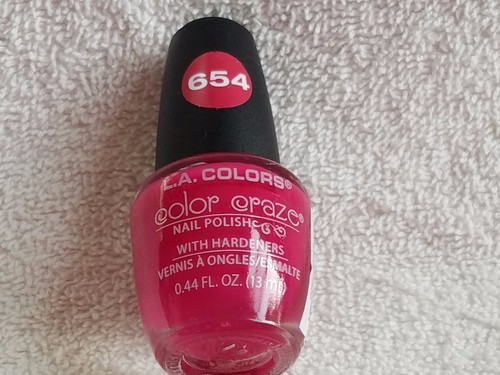 654
L.A. COLORS®
color craze®
NAIL POLISH
WITH HARDENERS
VERNIS À ONGLES/ESMALTE
0.44 FL. OZ. (13 ml)